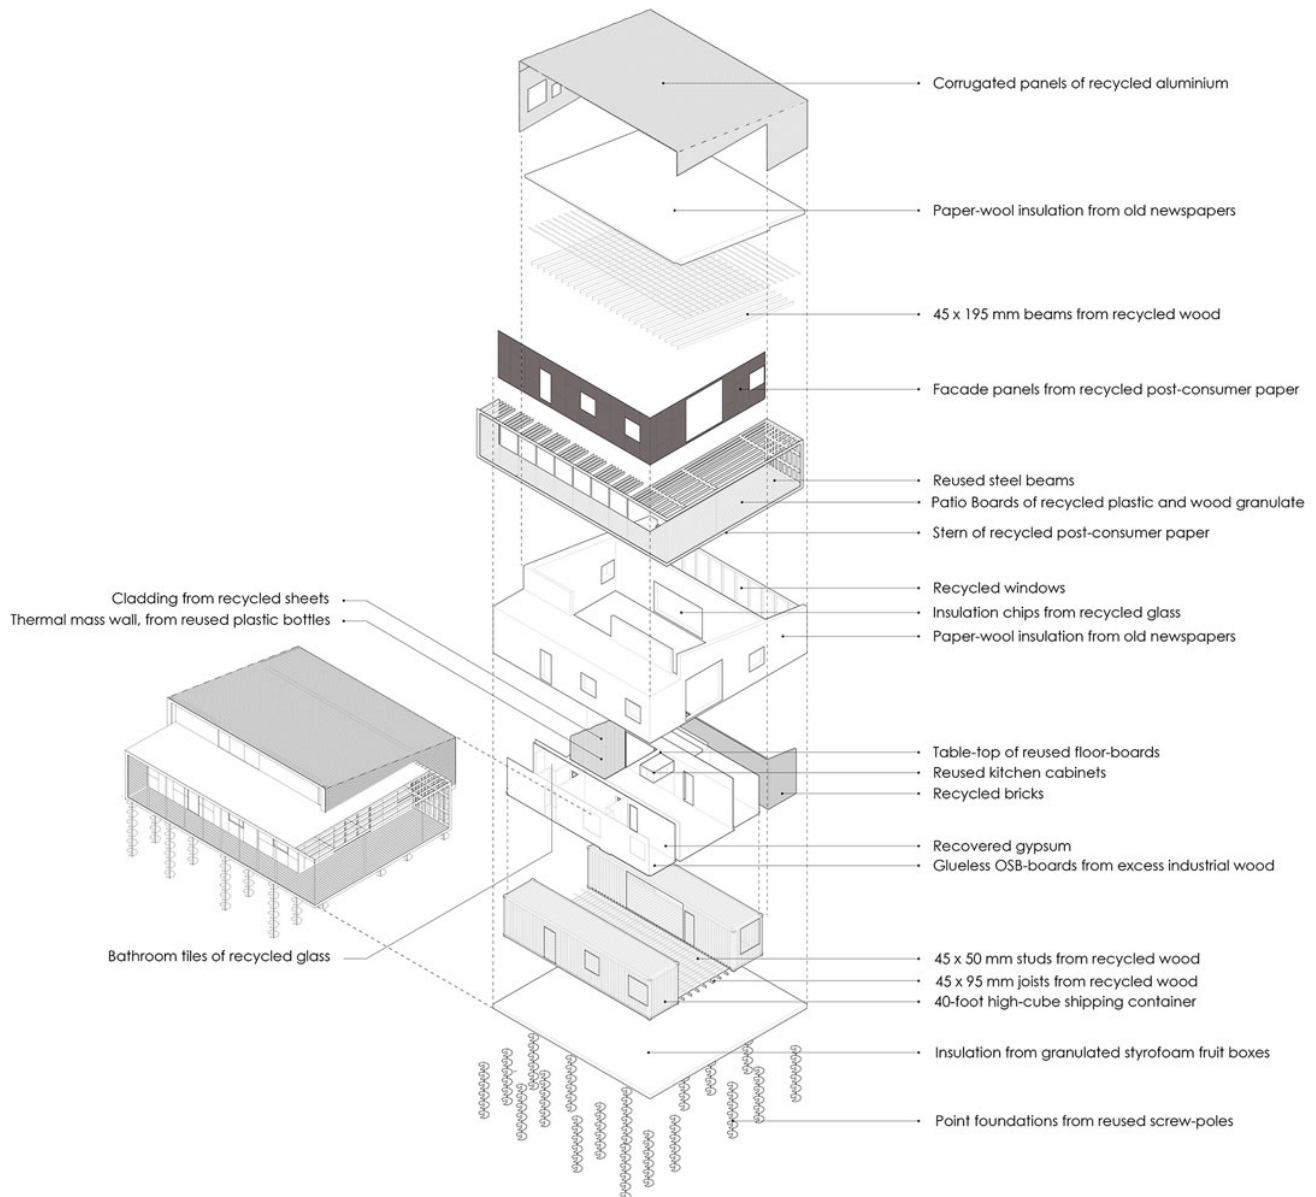 Corrugated panels of recycled aluminium
Paper-wool insulation from old newspapers
45 x 195 mm beams from recycled wood
Facade panels from recycled post-consumer paper
Reused steel beams
Patio Boards of recycled plastic and wood granulate
Stern of recycled post-consumer paper
Recycled windows
Insulation chips from recycled glass
Paper-wool insulation from old newspapers
Cladding from recycled sheets
Thermal mass wall, from reused plastic bottles
Table-top of reused floor-boards
Reused kitchen cabinets
Recycled bricks
Recovered gypsum
Glueless OSB-boards from excess industrial wood
Bathroom tiles of recycled glass
45 x 50 mm studs from recycled wood
45 x 95 mm joists from recycled wood
40-foot high-cube shipping container
Insulation from granulated styrofoam fruit boxes
Point foundations from reused screw-poles